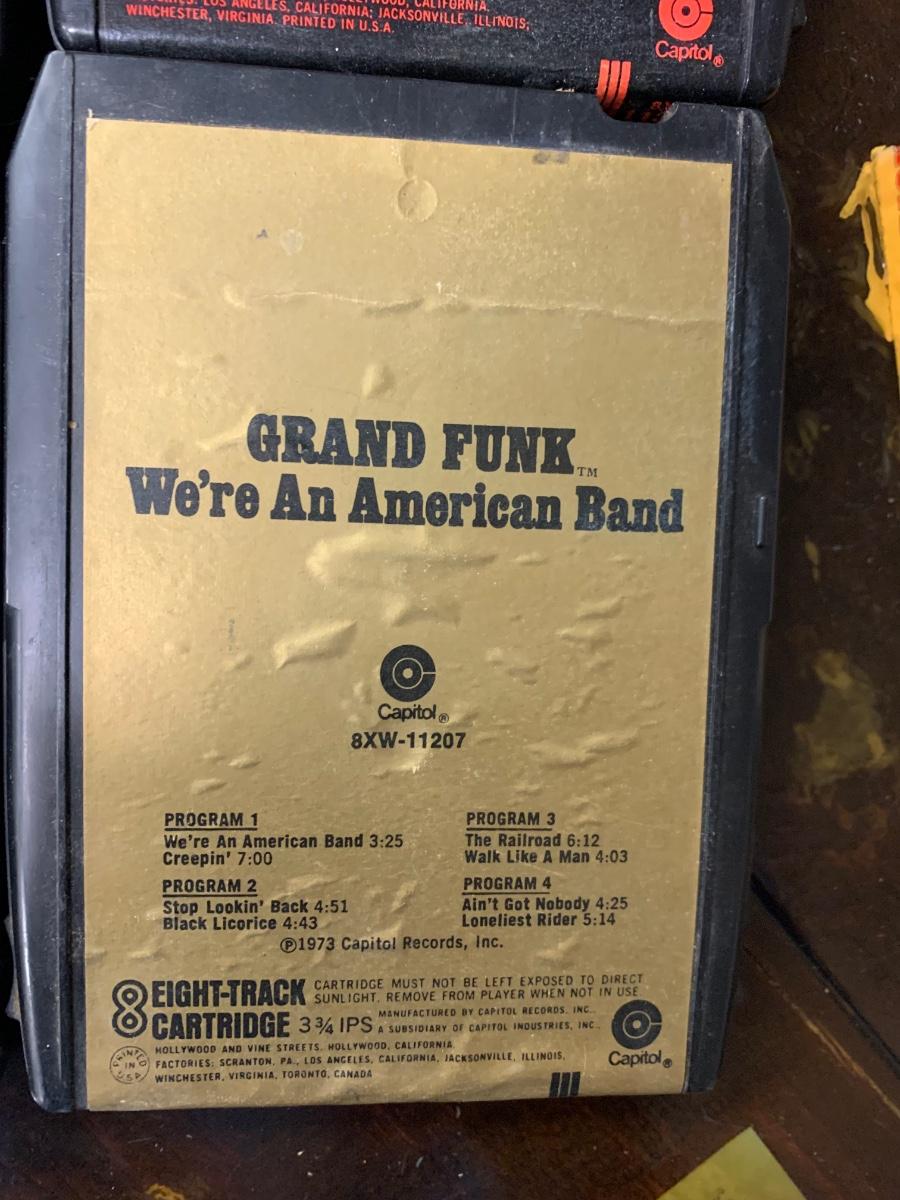 LOS ANGELES, CALIFORNIA; JACKSONVILLE, ILLINOIS;
WINCHESTER, VIRGINIA. PRINTED IN U.S.A.
Capitol®
GRAND FUNK™
We're An American Band
Capitol®
8XW-11207
PROGRAM 1
We're An American Band 3:25
Creepin' 7:00
PROGRAM 2
Stop Lookin' Back 4:51
Black Licorice 4:43
PROGRAM 3
The Railroad 6:12
Walk Like A Man 4:03
PROGRAM 4
Ain't Got Nobody 4:25
Loneliest Rider 5:14
℗1973 Capitol Records, Inc.
8 EIGHT-TRACK
CARTRIDGE 3¾ IPS
CARTRIDGE MUST NOT BE LEFT EXPOSED TO DIRECT
SUNLIGHT. REMOVE FROM PLAYER WHEN NOT IN USE.
MANUFACTURED BY CAPITOL RECORDS, INC.,
A SUBSIDIARY OF CAPITOL INDUSTRIES, INC.,
HOLLYWOOD AND VINE STREETS, HOLLYWOOD, CALIFORNIA.
FACTORIES: SCRANTON, PA., LOS ANGELES, CALIFORNIA, JACKSONVILLE, ILLINOIS,
WINCHESTER, VIRGINIA, TORONTO, CANADA
PRINTED IN U.S.A.
Capitol®